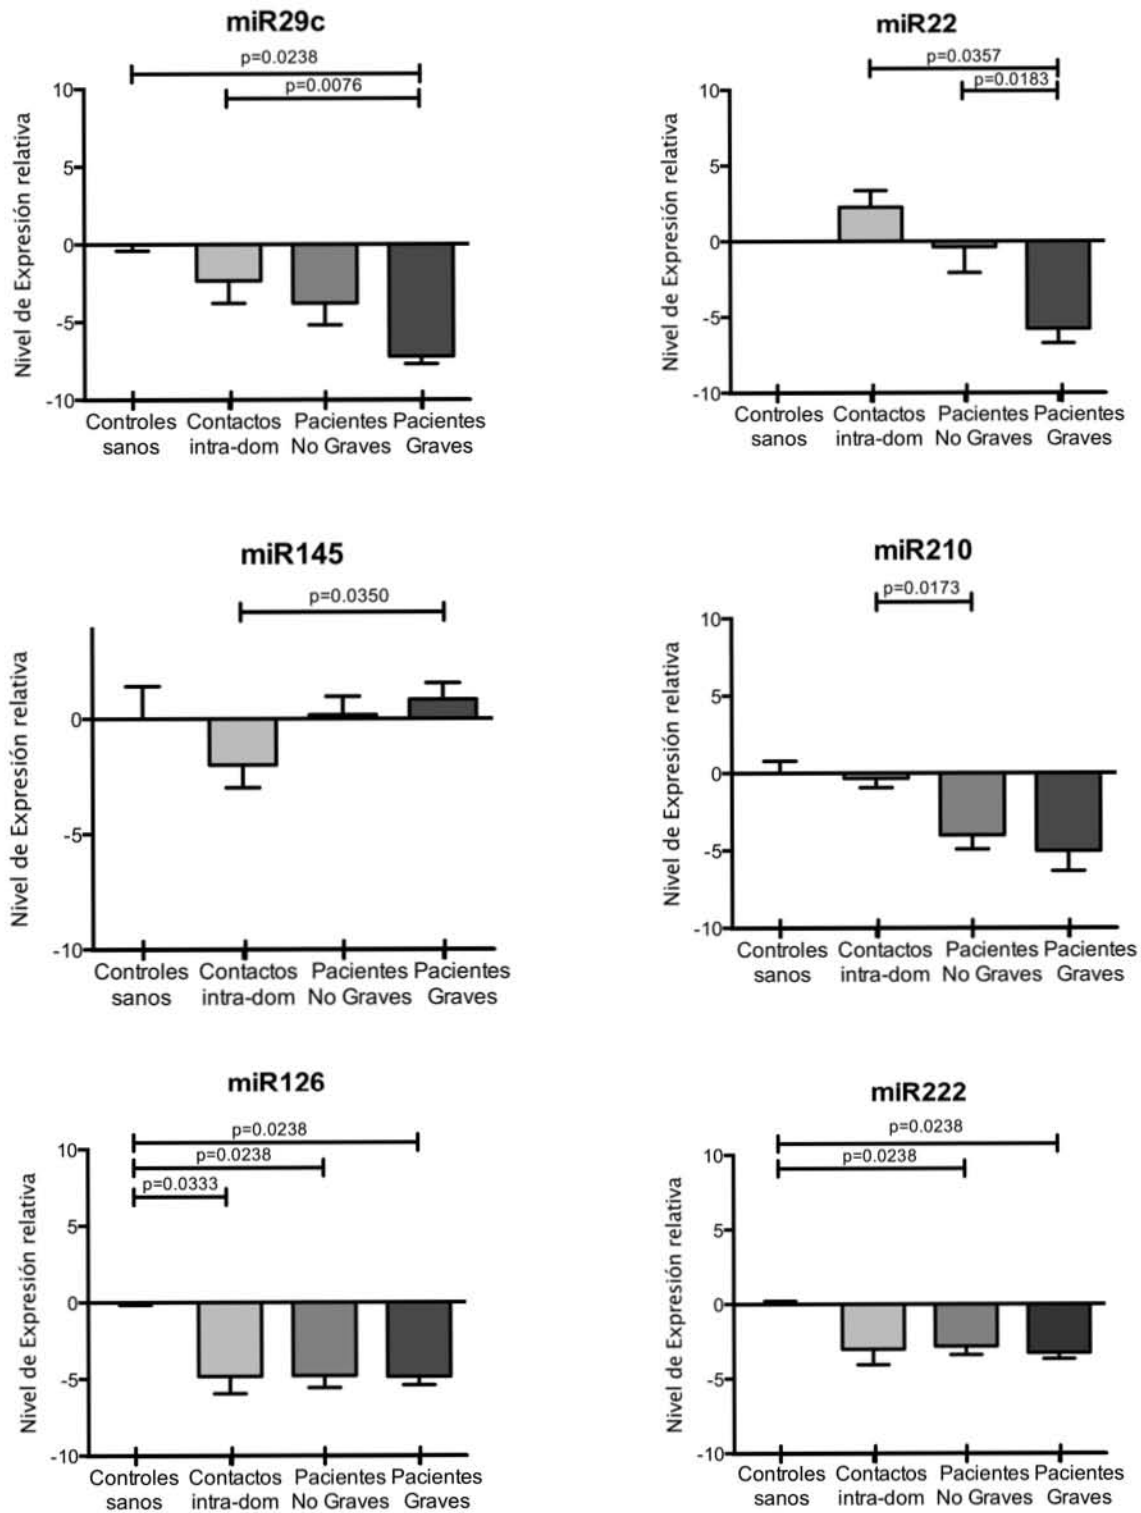 miR29c
p=0.0238
p=0.0076
Nivel de Expresión relativa
10
5
0
-5
-10
Controles Contactos Pacientes Pacientes
sanos intra-dom No Graves Graves
miR22
p=0.0357
p=0.0183
Nivel de Expresión relativa
10
5
0
-5
-10
Controles Contactos Pacientes Pacientes
sanos intra-dom No Graves Graves
miR145
p=0.0350
Nivel de Expresión relativa
0
-5
-10
Controles Contactos Pacientes Pacientes
sanos intra-dom No Graves Graves
miR210
p=0.0173
Nivel de Expresión relativa
10
5
0
-5
-10
Controles Contactos Pacientes Pacientes
sanos intra-dom No Graves Graves
miR126
p=0.0238
p=0.0238
p=0.0333
Nivel de Expresión relativa
10
5
0
-5
-10
Controles Contactos Pacientes Pacientes
sanos intra-dom No Graves Graves
miR222
p=0.0238
p=0.0238
Nivel de Expresión relativa
10
5
0
-5
-10
Controles Contactos Pacientes Pacientes
sanos intra-dom No Graves Graves